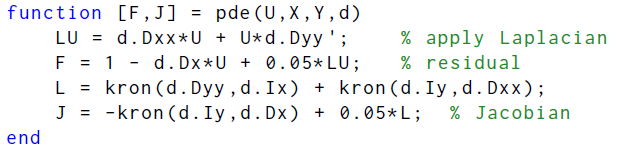 function [F,J] = pde(U,X,Y,d)
    LU = d.Dxx*U + U*d.Dyy';     % apply Laplacian
    F = 1 - d.Dx*U + 0.05*LU;   % residual
    L = kron(d.Dyy,d.Ix) + kron(d.Iy,d.Dxx);
    J = -kron(d.Iy,d.Dx) + 0.05*L;  % Jacobian
end